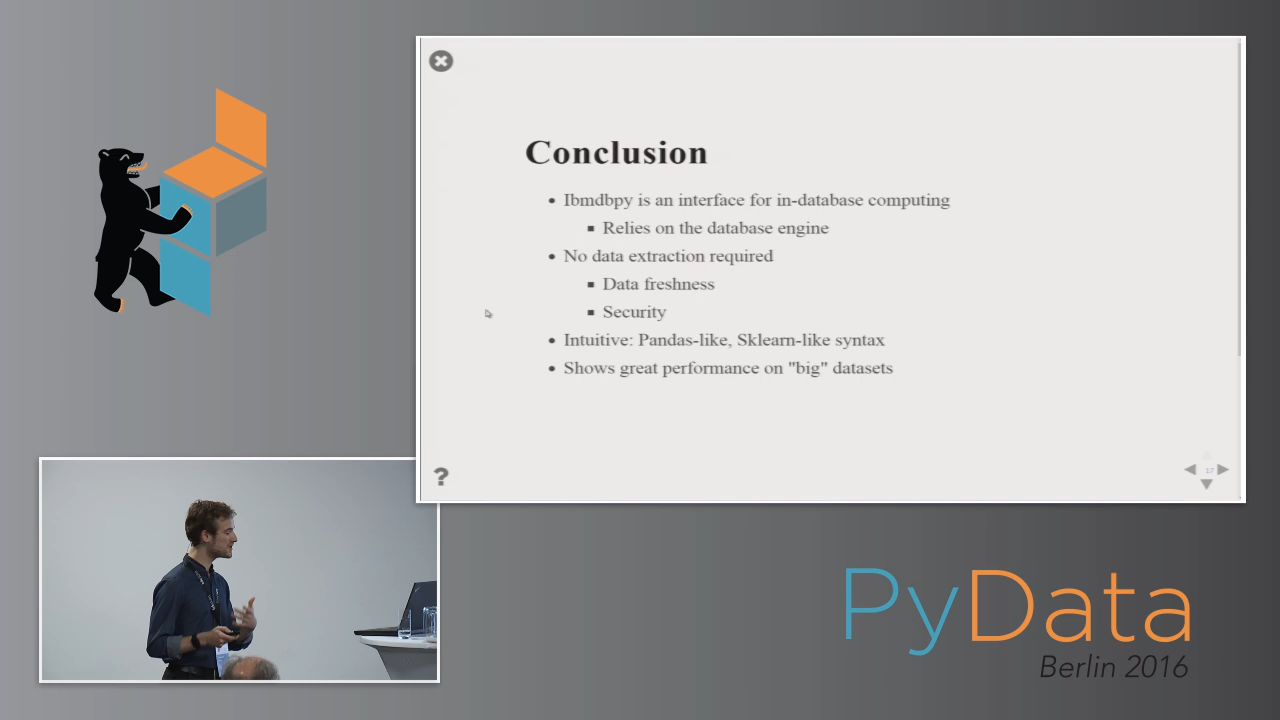 Conclusion
Ibmdbpy is an interface for in-database computing
Relies on the database engine
No data extraction required
Data freshness
Security
Intuitive: Pandas-like, Sklearn-like syntax
Shows great performance on "big" datasets
?
17
PyData
Berlin 2016